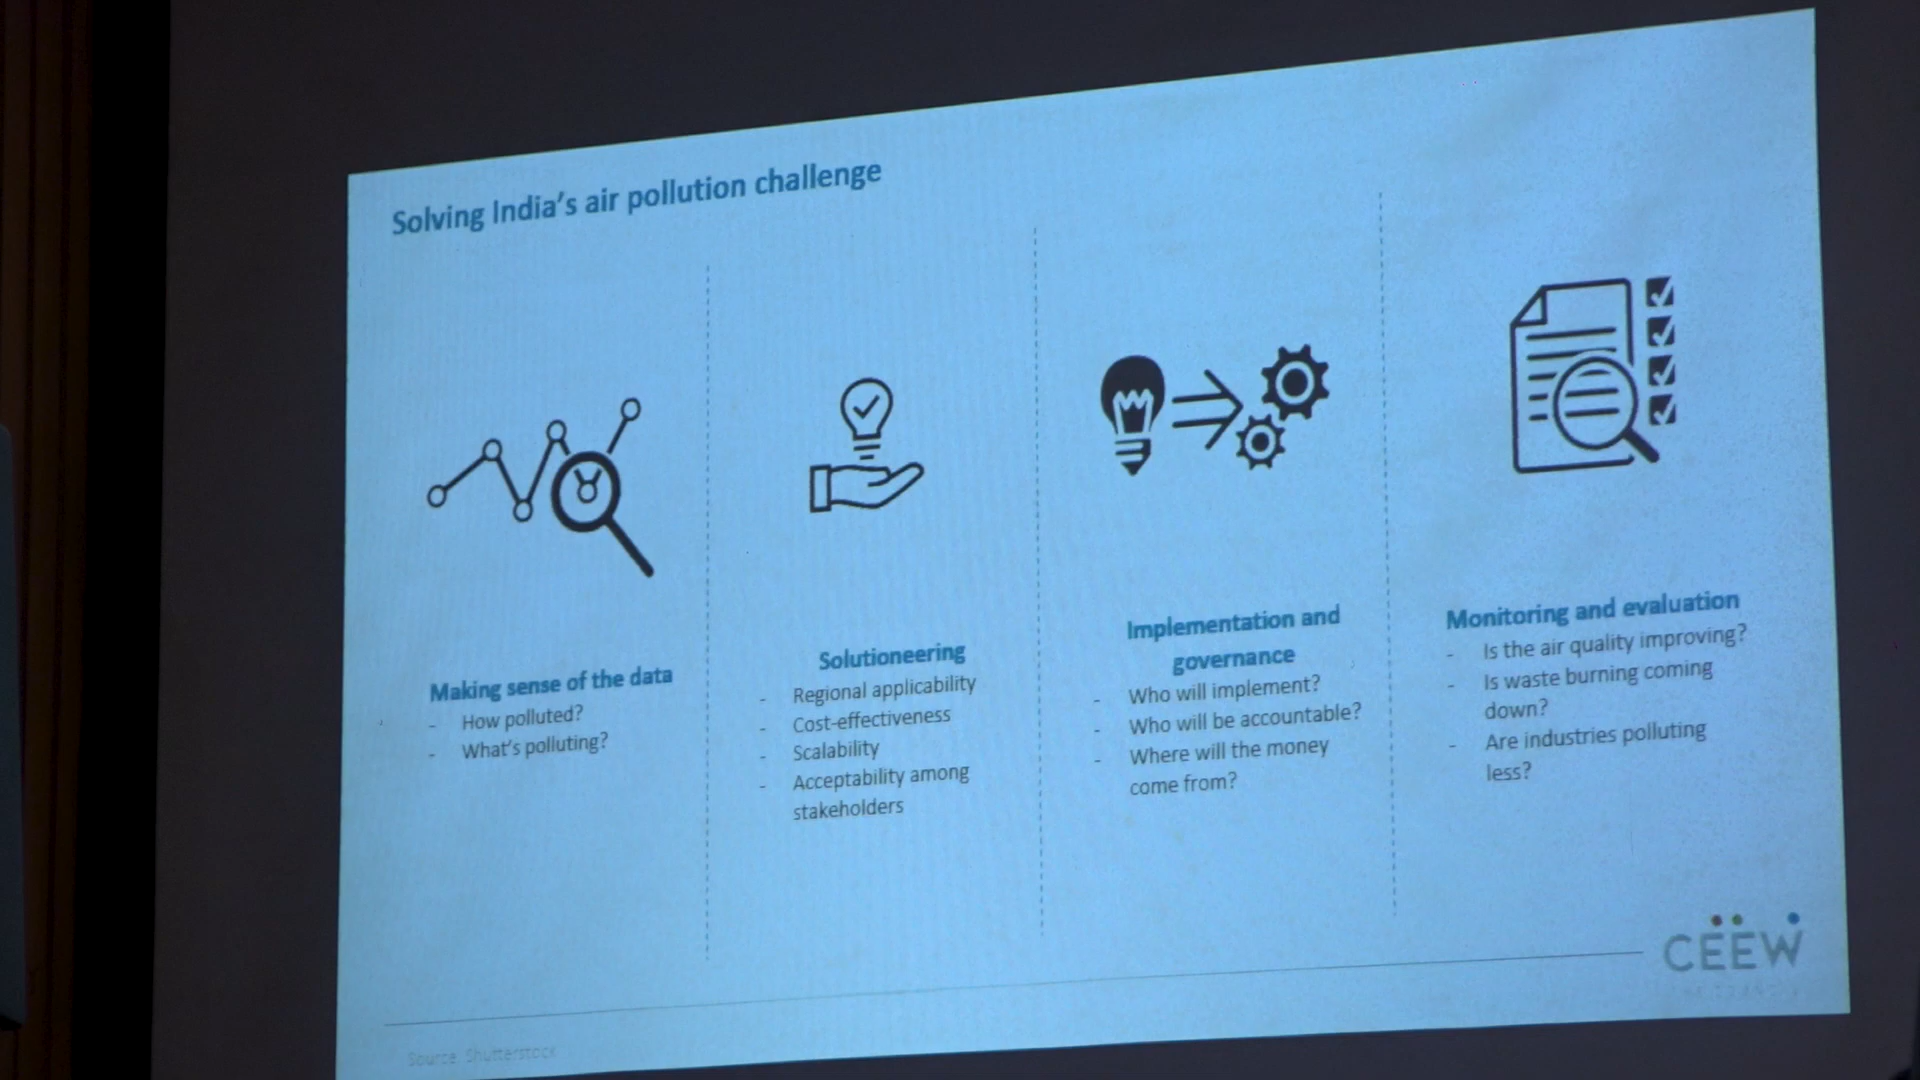 Solving India's air pollution challenge
Making sense of the data
- How polluted?
- What's polluting?
Solutioneering
- Regional applicability
- Cost-effectiveness
- Scalability
- Acceptability among
stakeholders
Implementation and
governance
- Who will implement?
- Who will be accountable?
- Where will the money
come from?
Monitoring and evaluation
- Is the air quality improving?
- Is waste burning coming
down?
- Are industries polluting
less?
CEEW
Source: Shutterstock